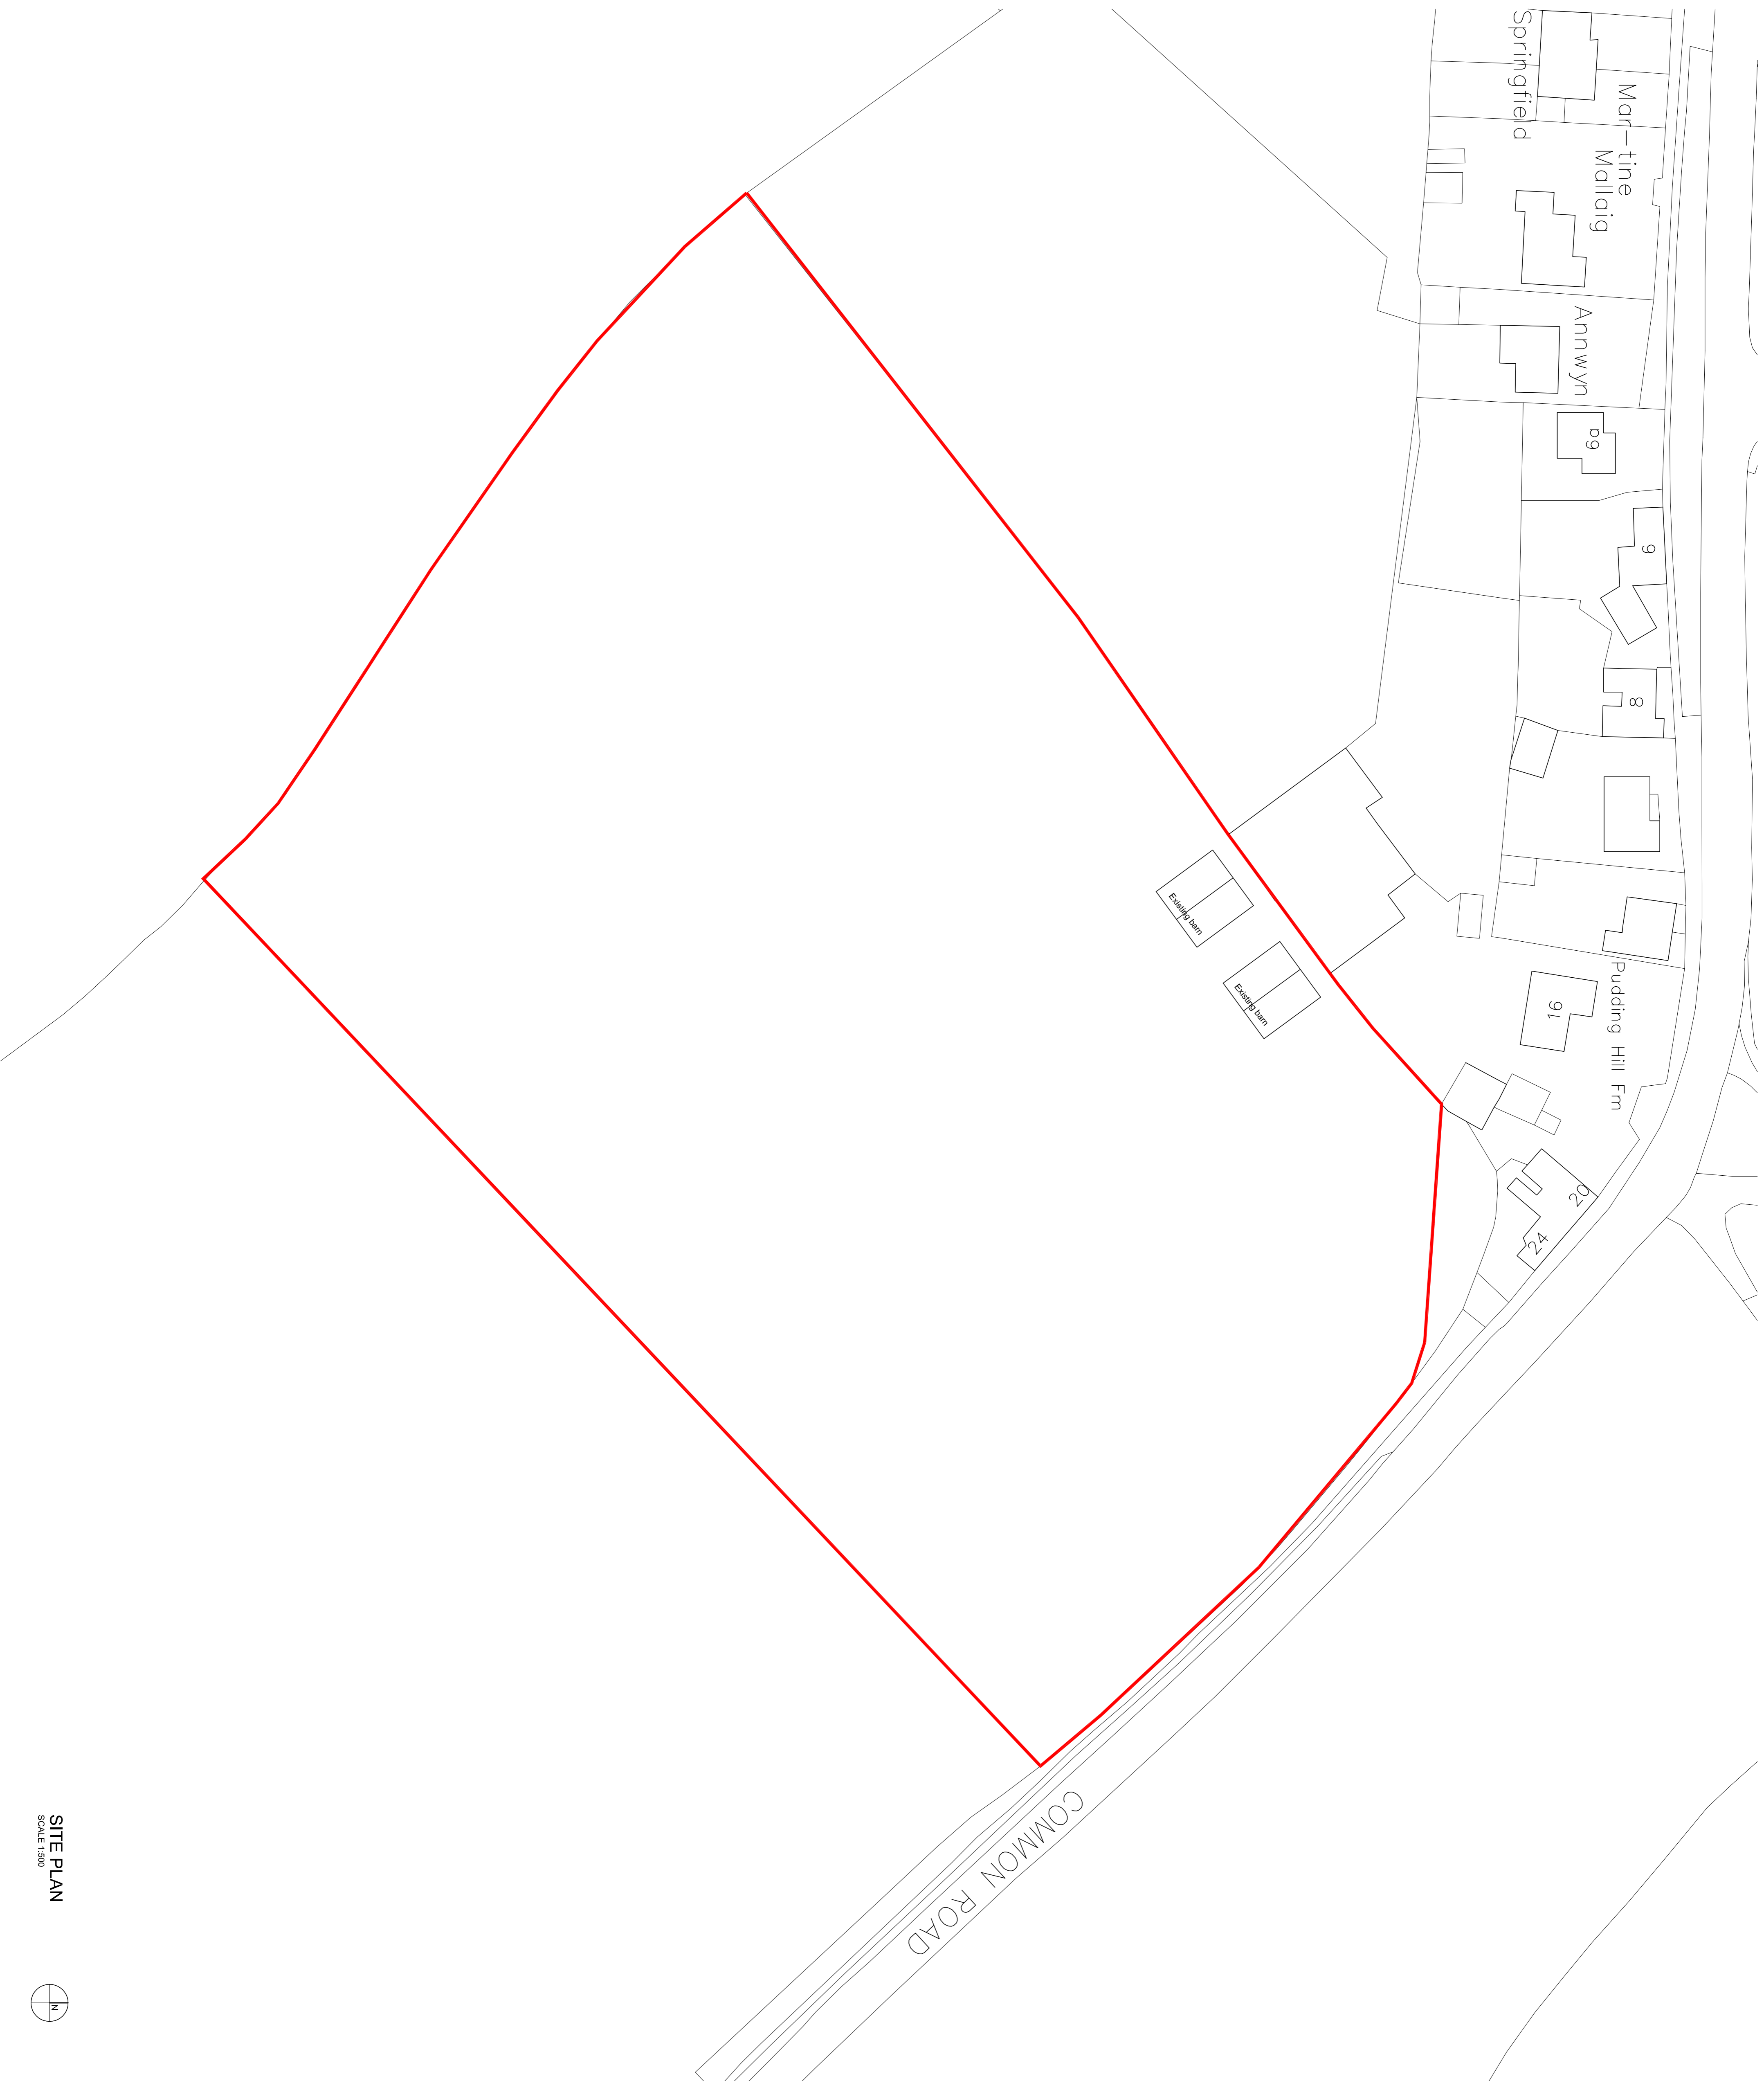 Springfield
Mar-tine
Mallaig
Annwyn
6a
6
8
16
Pudding Hill Fm
20
24
Existing barn
Existing barn
COMMON ROAD
SITE PLAN
SCALE 1:500
N